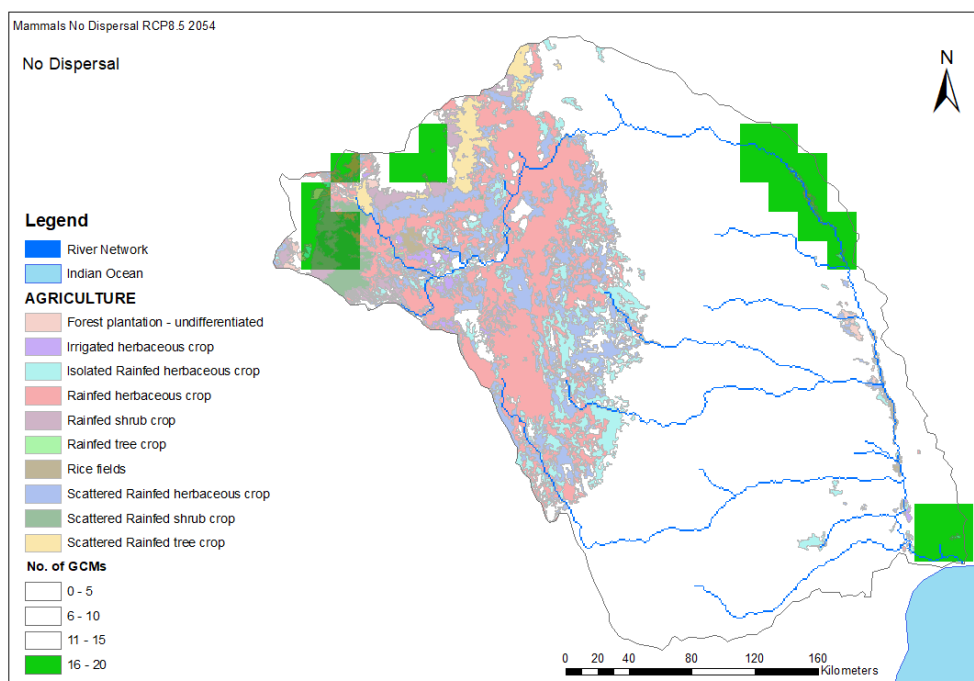 Mammals No Dispersal RCP8.5 2054
No Dispersal
N
Legend
River Network
Indian Ocean
AGRICULTURE
Forest plantation - undifferentiated
Irrigated herbaceous crop
Isolated Rainfed herbaceous crop
Rainfed herbaceous crop
Rainfed shrub crop
Rainfed tree crop
Rice fields
Scattered Rainfed herbaceous crop
Scattered Rainfed shrub crop
Scattered Rainfed tree crop
No. of GCMs
0 - 5
6 - 10
11 - 15
16 - 20
0 10 20 40 60 80 120 160
Kilometers